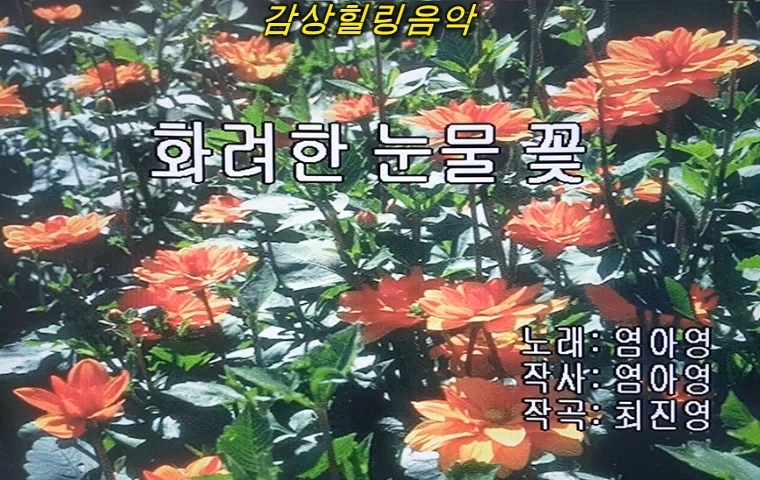 감상힐링음악
화려한 눈물 꽃
노래: 염아영
작사: 염아영
작곡: 최진영